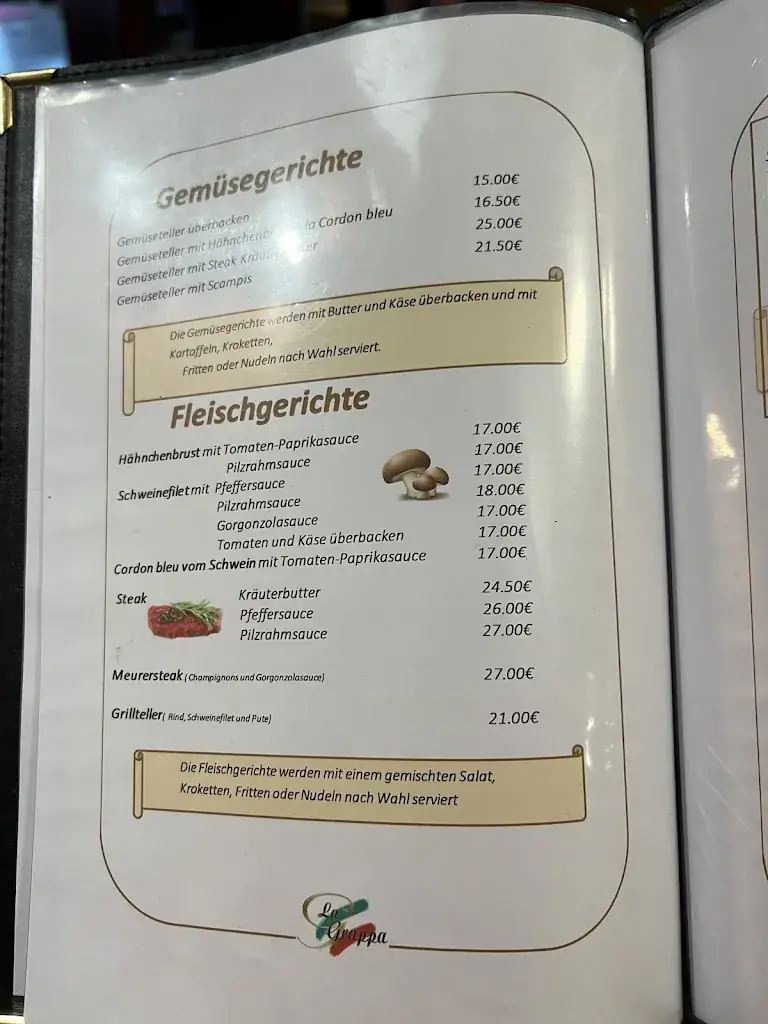 Gemüsegerichte
Gemüseteller überbacken 15.00€
Gemüseteller mit Hähnchenb la Cordon bleu 16.50€
Gemüseteller mit Steak 25.00€
Gemüseteller mit Scampis 21.50€
Die Gemüsegerichte werden mit Butter und Käse überbacken und mit
Kartoffeln, Kroketten,
Fritten oder Nudeln nach Wahl serviert.
Fleischgerichte
Hähnchenbrust mit Tomaten-Paprikasauce 17.00€
Pilzrahmsauce 17.00€
Schweinefilet mit Pfeffersauce 17.00€
Pilzrahmsauce 18.00€
Gorgonzolasauce 17.00€
Tomaten und Käse überbacken 17.00€
Cordon bleu vom Schwein mit Tomaten-Paprikasauce 17.00€
Steak Kräuterbutter 24.50€
Pfeffersauce 26.00€
Pilzrahmsauce 27.00€
Meurersteak (Champignons und Gorgonzolasauce) 27.00€
Grillteller( Rind, Schweinefilet und Pute) 21.00€
Die Fleischgerichte werden mit einem gemischten Salat,
Kroketten, Fritten oder Nudeln nach Wahl serviert
La
Grappa